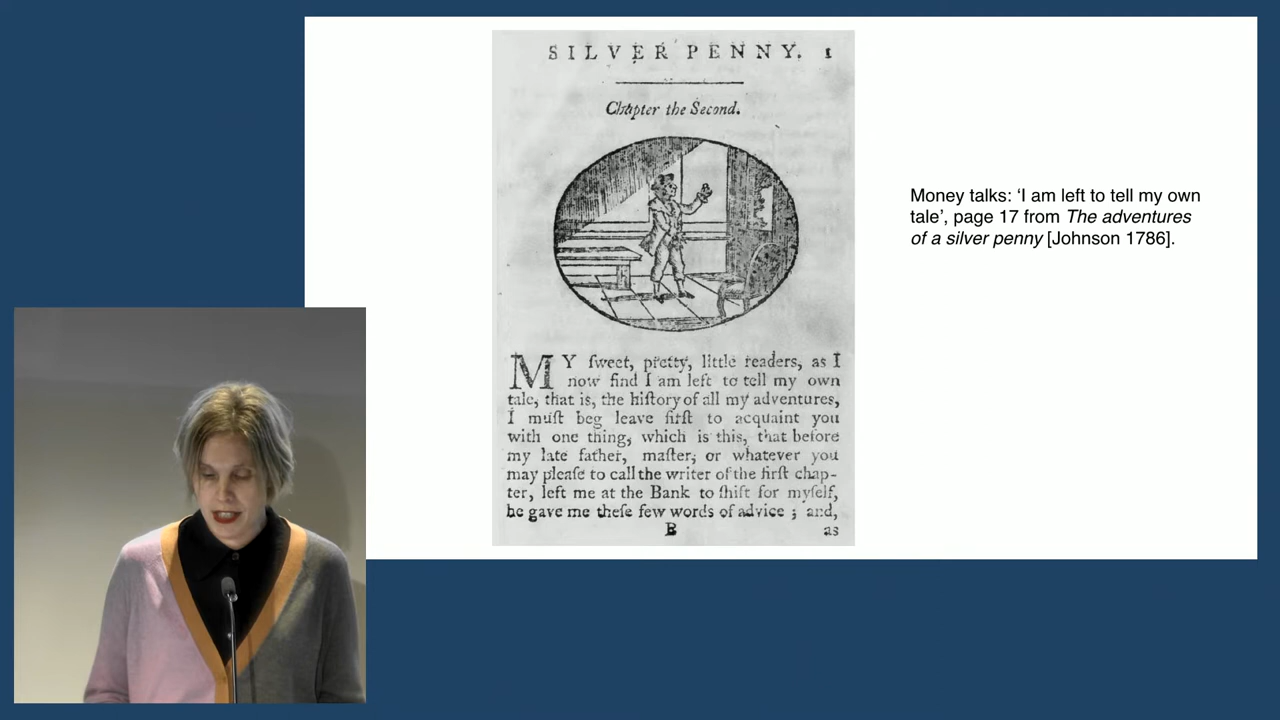 SILVER PENNY. 1
Chapter the Second.
MY ſweet, pretty, little readers, as I
now find I am left to tell my own
tale, that is, the hiſtory of all my adventures,
I muſt beg leave firſt to acquaint you
with one thing, which is this, that before
my late father, maſter, or whatever you
may pleaſe to call the writer of the firſt chap-
ter, left me at the Bank to ſhift for myſelf,
he gave me theſe few words of advice ; and,
B
as
Money talks: ‘I am left to tell my own
tale’, page 17 from The adventures
of a silver penny [Johnson 1786].